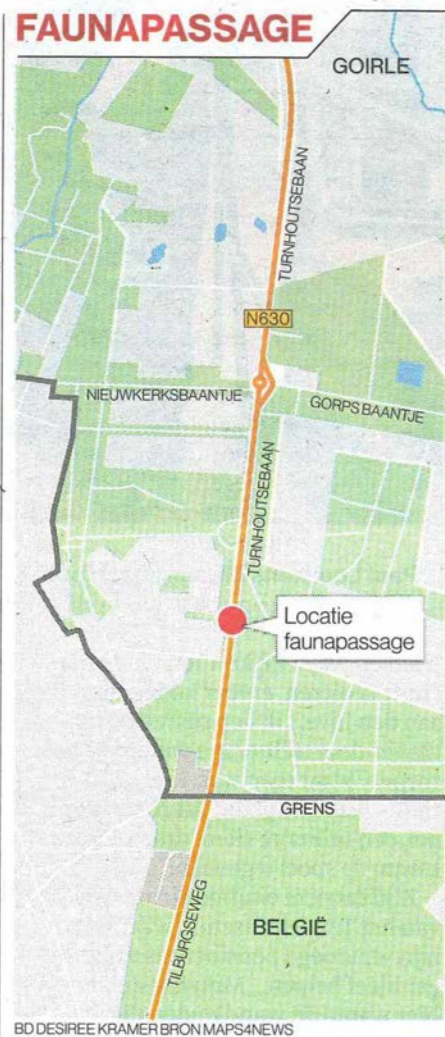 FAUNAPASSAGE
GOIRLE
TURNHOUTSEBAAN
N630
NIEUWKERKSBAANTJE
GORPS BAANTJE
TURNHOUTSEBAAN
Locatie
faunapassage
GRENS
TILBURGSEWEG
BELGIË
BD DESIREE KRAMER BRON MAPS4NEWS